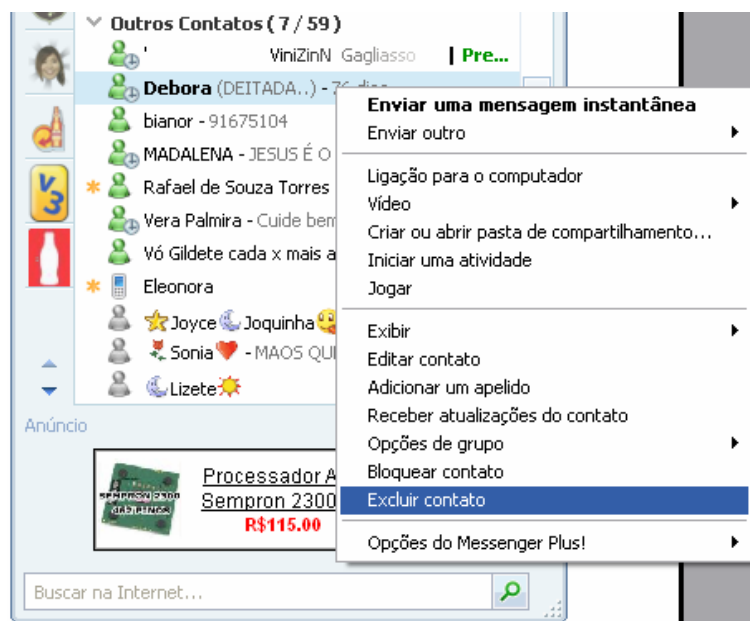 Outros Contatos ( 7 / 59 )
' ViniZinN Gagliasso | Pre...
Debora (DEITADA..) - 76
bianor - 91675104
MADALENA - JESUS É O
Rafael de Souza Torres
Vera Palmira - Cuide bem
Vó Gildete cada x mais a
Eleonora
Joyce Joquinha
Sonia - MAOS QU
Lizete
Enviar uma mensagem instantânea
Enviar outro
Ligação para o computador
Vídeo
Criar ou abrir pasta de compartilhamento...
Iniciar uma atividade
Jogar
Exibir
Editar contato
Adicionar um apelido
Receber atualizações do contato
Opções de grupo
Bloquear contato
Excluir contato
Opções do Messenger Plus!
V3
Anúncio
SEMPRON 2300
Processador A
Sempron 2300
R$115.00
Buscar na Internet...